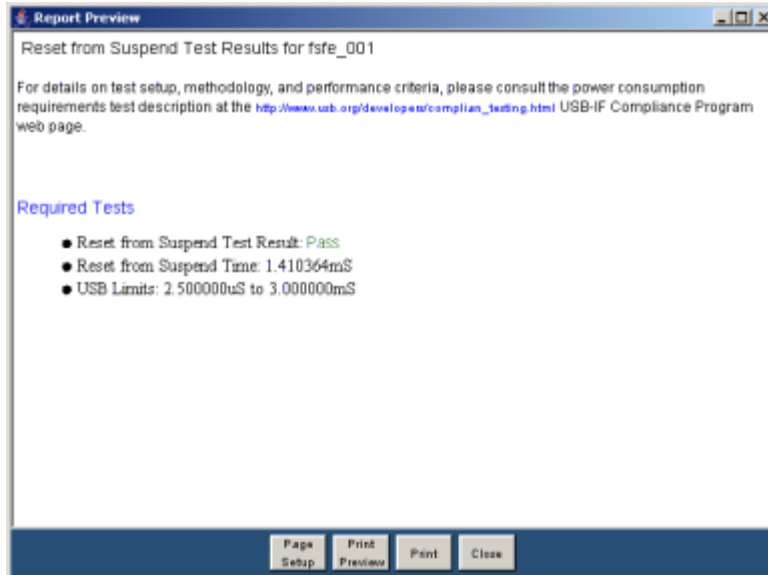 Report Preview
Reset from Suspend Test Results for fsfe_001
For details on test setup, methodology, and performance criteria, please consult the power consumption
requirements test description at the http://www.usb.org/developers/complian_testing.html USB-IF Compliance Program
web page.
Required Tests
● Reset from Suspend Test Result: Pass
● Reset from Suspend Time: 1.410364mS
● USB Limits: 2.500000uS to 3.000000mS
Page Setup
Print Preview
Print
Close